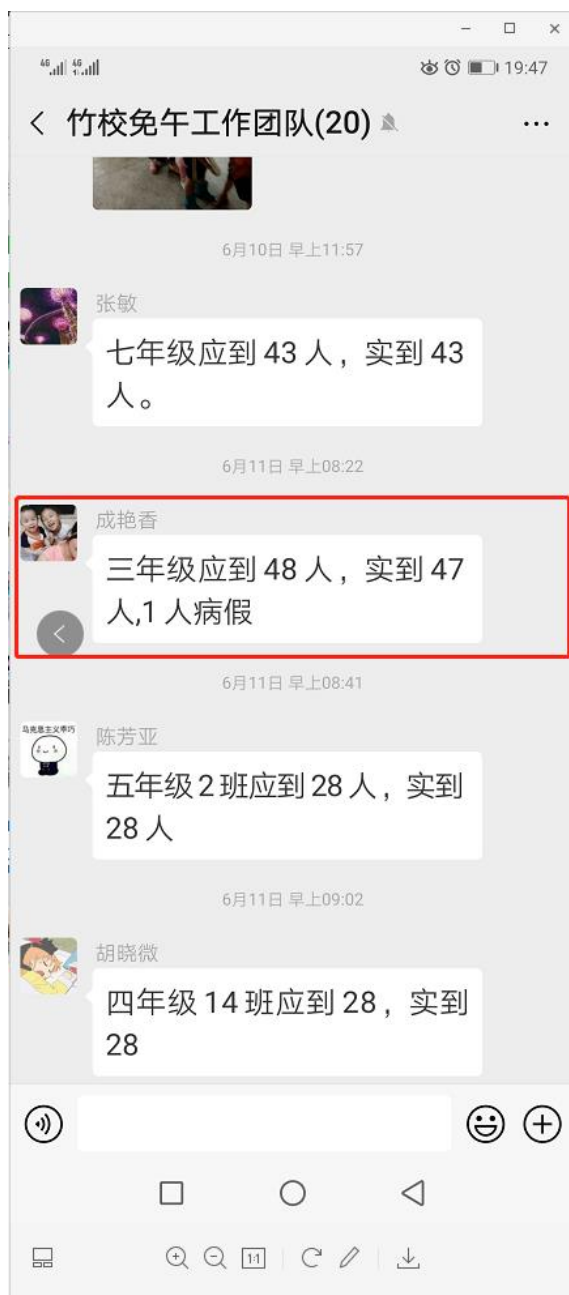 19:47
竹校免午工作团队(20)
6月10日 早上11:57
张敏
七年级应到 43 人，实到 43
人。
6月11日 早上08:22
成艳香
三年级应到 48 人，实到 47
人,1 人病假
6月11日 早上08:41
陈芳亚
五年级 2 班应到 28 人，实到
28 人
6月11日 早上09:02
胡晓微
四年级 14 班应到 28，实到
28
1:1